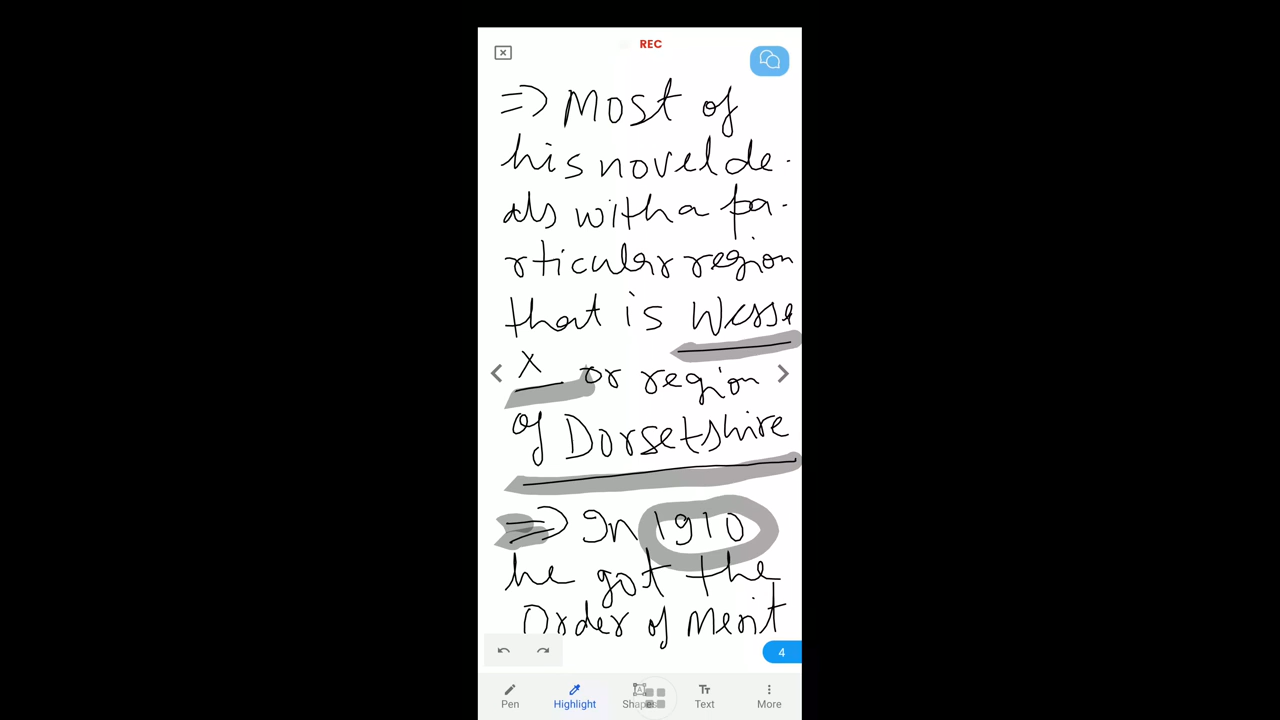 REC
=> Most of
his novel de-
als with a pa-
rticular region
that is Wesse
x or region
of Dorsetshire
=> In 1910
he got the
Order of Merit
4
Pen Highlight Shapes Text More